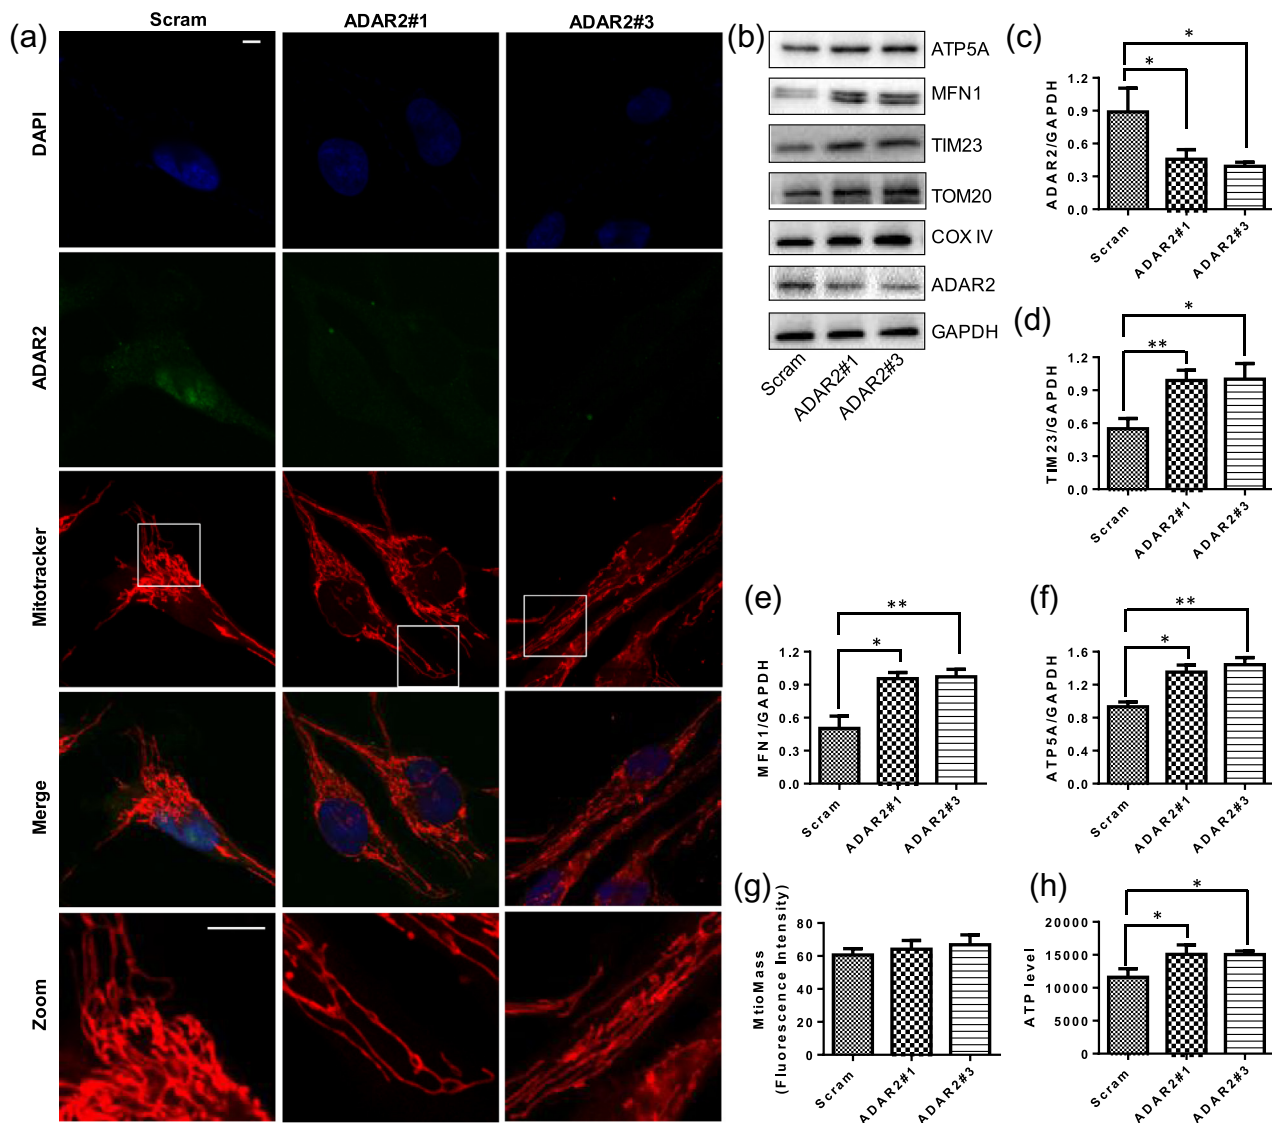 (a)
Scram
ADAR2#1
ADAR2#3
DAPI
ADAR2
Mitotracker
Merge
Zoom
(b)
ATP5A
MFN1
TIM23
TOM20
COX IV
ADAR2
GAPDH
Scram
ADAR2#1
ADAR2#3
(c)
*
*
ADAR2/GAPDH
1.2
0.9
0.6
0.3
0.0
Scram
ADAR2#1
ADAR2#3
(d)
*
**
TIM23/GAPDH
1.2
0.9
0.6
0.3
0.0
Scram
ADAR2#1
ADAR2#3
(e)
**
*
MFN1/GAPDH
1.2
0.9
0.6
0.3
0.0
Scram
ADAR2#1
ADAR2#3
(f)
**
*
ATP5A/GAPDH
1.6
1.2
0.8
0.4
0.0
Scram
ADAR2#1
ADAR2#3
(g)
MtioMass
(Fluorescence Intensity)
80
60
40
20
0
Scram
ADAR2#1
ADAR2#3
(h)
*
*
ATP level
20000
15000
10000
5000
0
Scram
ADAR2#1
ADAR2#3